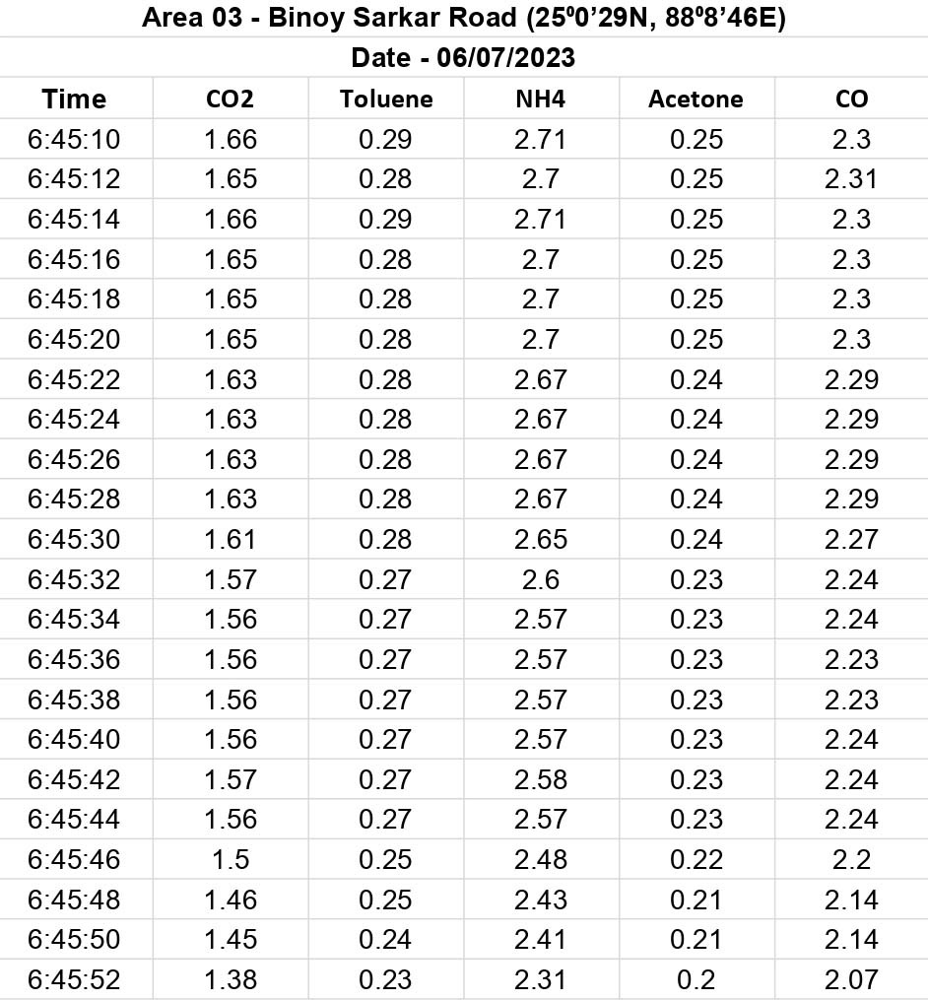 Area 03 - Binoy Sarkar Road (25⁰0’29N, 88⁰8’46E)
Date - 06/07/2023
Time CO2 Toluene NH4 Acetone CO
6:45:10 1.66 0.29 2.71 0.25 2.3
6:45:12 1.65 0.28 2.7 0.25 2.31
6:45:14 1.66 0.29 2.71 0.25 2.3
6:45:16 1.65 0.28 2.7 0.25 2.3
6:45:18 1.65 0.28 2.7 0.25 2.3
6:45:20 1.65 0.28 2.7 0.25 2.3
6:45:22 1.63 0.28 2.67 0.24 2.29
6:45:24 1.63 0.28 2.67 0.24 2.29
6:45:26 1.63 0.28 2.67 0.24 2.29
6:45:28 1.63 0.28 2.67 0.24 2.29
6:45:30 1.61 0.28 2.65 0.24 2.27
6:45:32 1.57 0.27 2.6 0.23 2.24
6:45:34 1.56 0.27 2.57 0.23 2.24
6:45:36 1.56 0.27 2.57 0.23 2.23
6:45:38 1.56 0.27 2.57 0.23 2.23
6:45:40 1.56 0.27 2.57 0.23 2.24
6:45:42 1.57 0.27 2.58 0.23 2.24
6:45:44 1.56 0.27 2.57 0.23 2.24
6:45:46 1.5 0.25 2.48 0.22 2.2
6:45:48 1.46 0.25 2.43 0.21 2.14
6:45:50 1.45 0.24 2.41 0.21 2.14
6:45:52 1.38 0.23 2.31 0.2 2.07